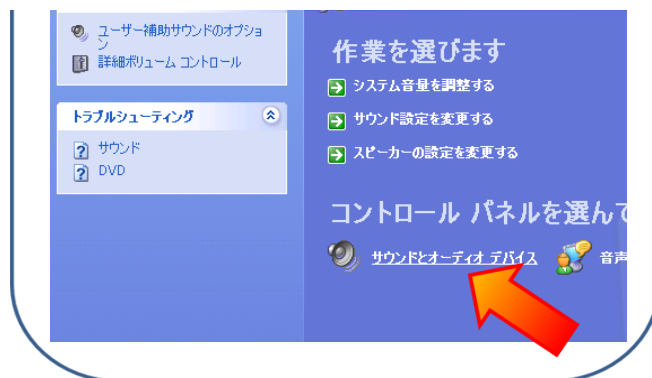 ユーザー補助サウンドのオプショ
ン
詳細ボリューム コントロール
トラブルシューティング
サウンド
DVD
作業を選びます
システム音量を調整する
サウンド設定を変更する
スピーカーの設定を変更する
コントロール パネルを選んで
サウンドとオーディオ デバイス
音声